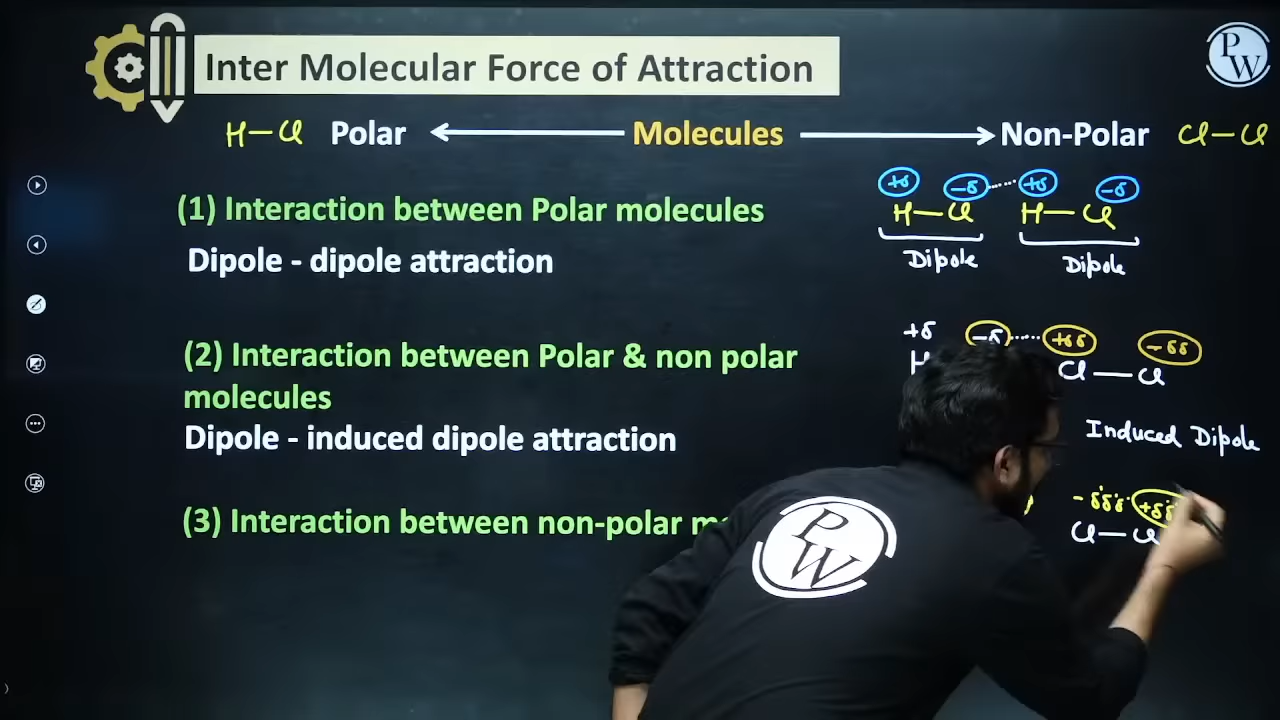 PW
Inter Molecular Force of Attraction
H-Cl Polar Molecules Non-Polar Cl-Cl
+δ -δ +δ -δ
(1) Interaction between Polar molecules H-Cl H-Cl
Dipole - dipole attraction Dipole Dipole
+δ -δ +δδ -δδ
(2) Interaction between Polar & non polar H Cl-Cl
molecules
Dipole - induced dipole attraction Induced Dipole
-δδδ +δδ
(3) Interaction between non-polar Cl-Cl
PW